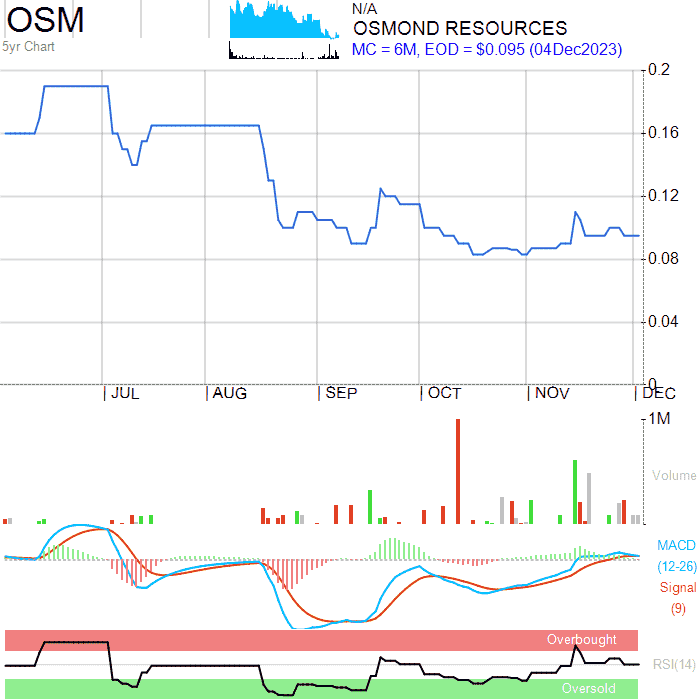 OSM
5yr Chart
N/A
OSMOND RESOURCES
MC = 6M, EOD = $0.095 (04Dec2023)
0.2
0.16
0.12
0.08
0.04
0
JUL AUG SEP OCT NOV DEC
1M
Volume
MACD
(12-26)
Signal
(9)
Overbought
RSI(14)
Oversold